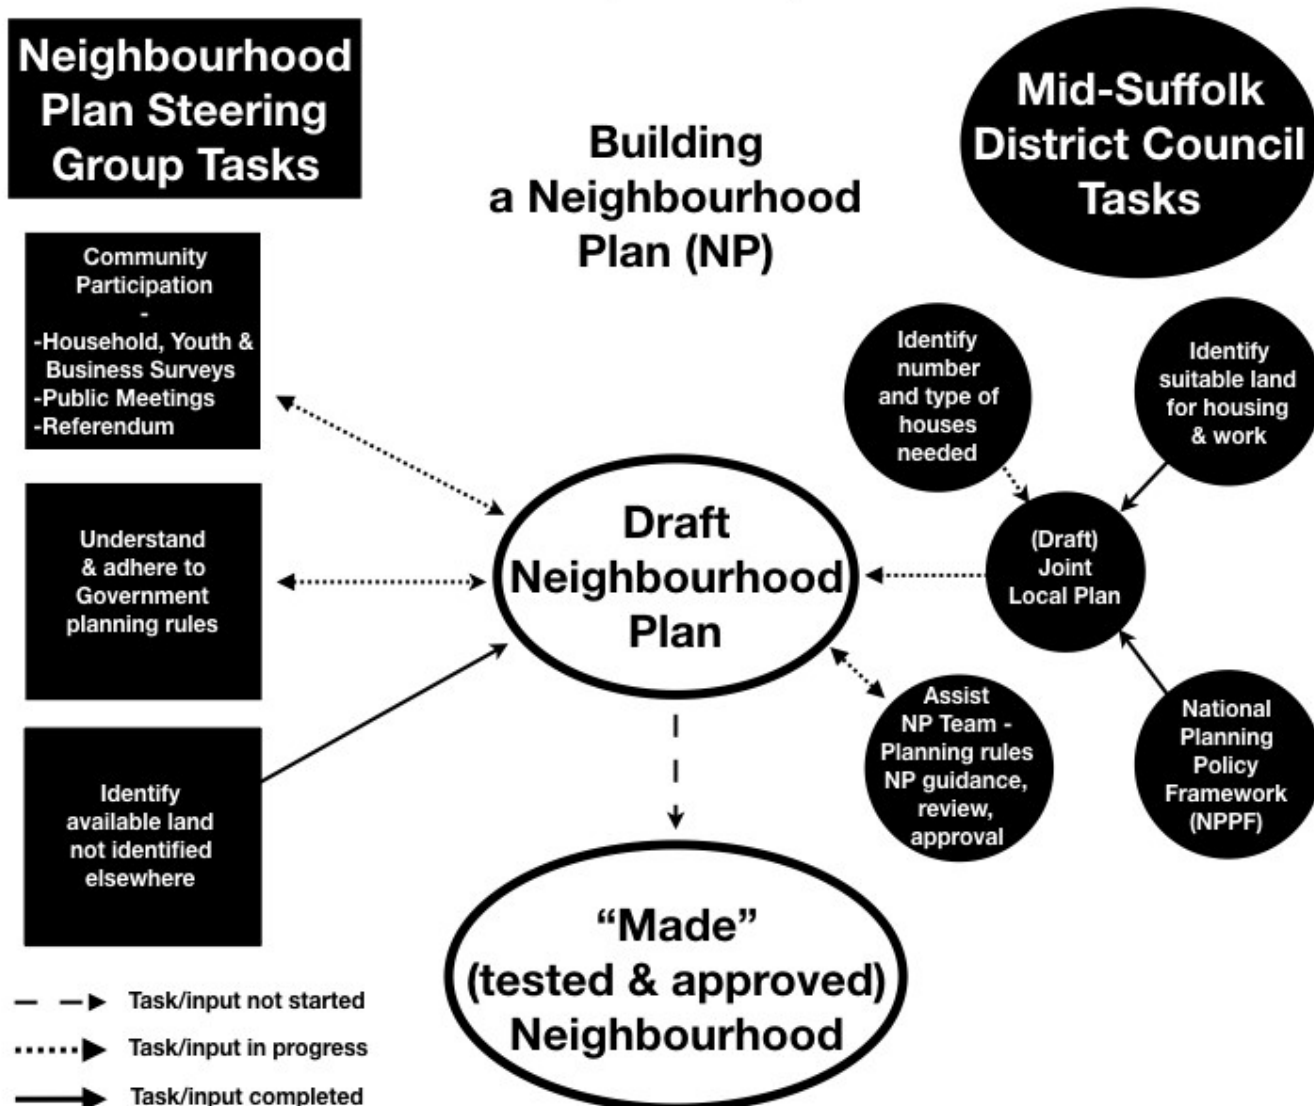 Neighbourhood
Plan Steering
Group Tasks
Building
a Neighbourhood
Plan (NP)
Mid-Suffolk
District Council
Tasks
Community
Participation
-
-Household, Youth &
Business Surveys
-Public Meetings
-Referendum
Understand
& adhere to
Government
planning rules
Identify
available land
not identified
elsewhere
Draft
Neighbourhood
Plan
Identify
number
and type of
houses
needed
Identify
suitable land
for housing
& work
(Draft)
Joint
Local Plan
Assist
NP Team -
Planning rules
NP guidance,
review,
approval
National
Planning
Policy
Framework
(NPPF)
“Made”
(tested & approved)
Neighbourhood
Task/input not started
Task/input in progress
Task/input completed